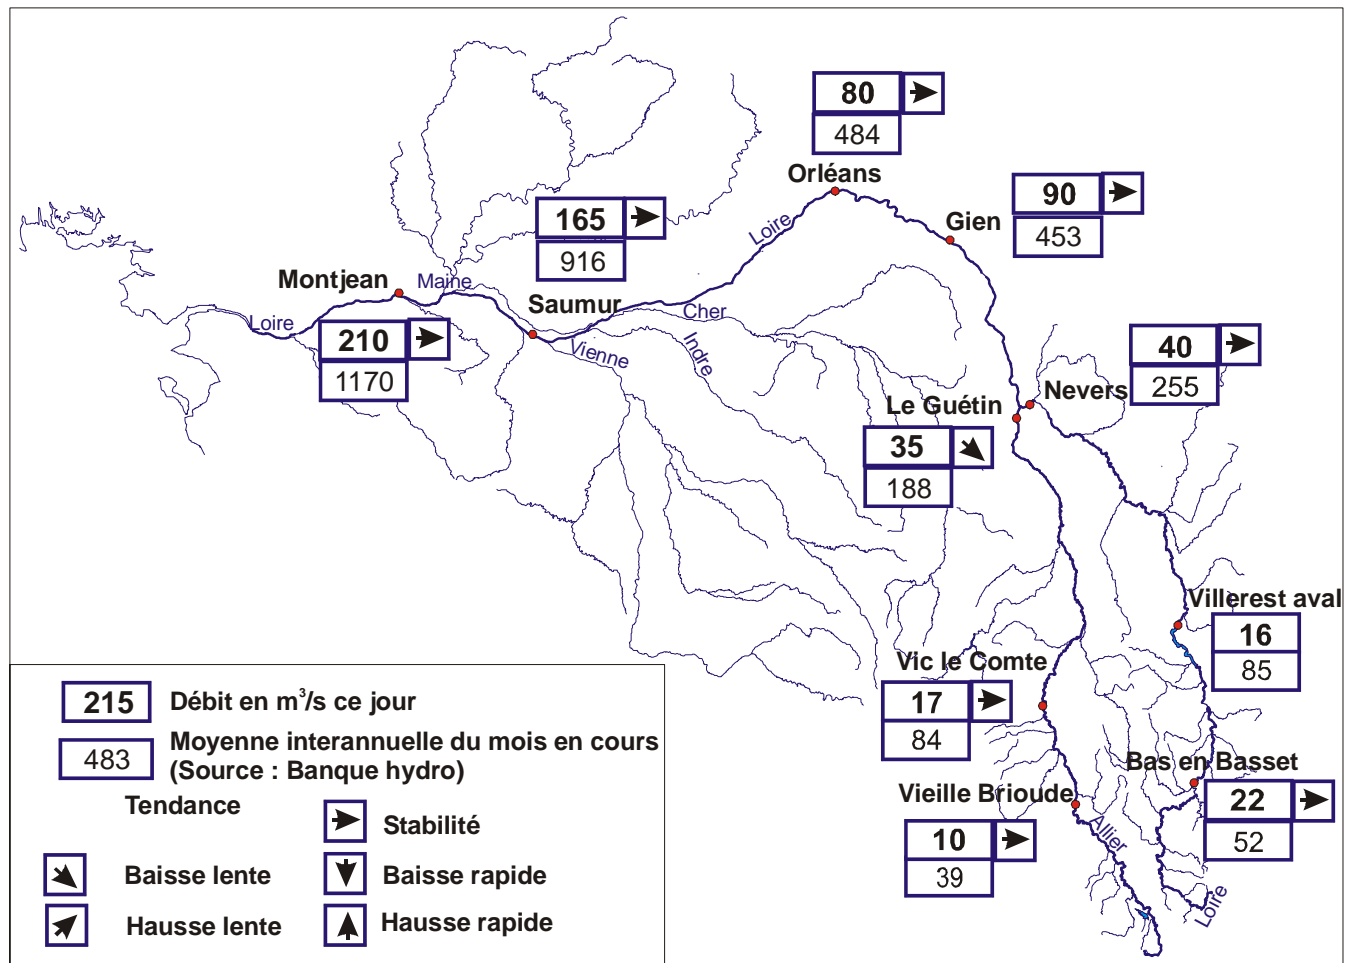 80
484
Orléans
90
453
Gien
165
916
Loire
Montjean
Maine
Saumur
Cher
Loire
210
1170
Vienne
Indre
40
255
Nevers
Le Guétin
35
188
Villerest aval
16
85
Vic le Comte
17
84
Bas en Basset
22
52
Vieille Brioude
10
39
Allier
Loire
215 Débit en m³/s ce jour
483 Moyenne interannuelle du mois en cours
(Source : Banque hydro)
Tendance
Stabilité
Baisse lente
Baisse rapide
Hausse lente
Hausse rapide